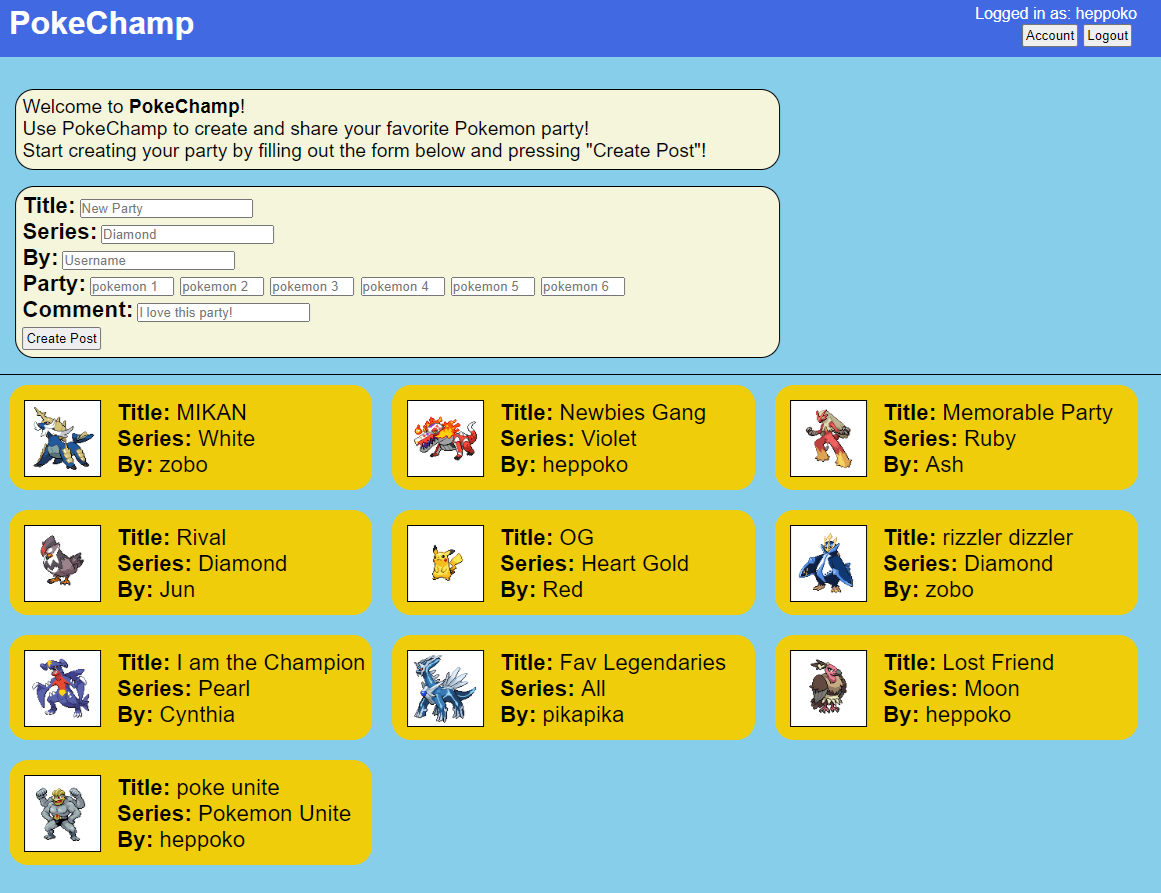 PokeChamp
Logged in as: heppoko
Account Logout
Welcome to PokeChamp!
Use PokeChamp to create and share your favorite Pokemon party!
Start creating your party by filling out the form below and pressing "Create Post"!
Title: New Party
Series: Diamond
By: Username
Party: pokemon 1 pokemon 2 pokemon 3 pokemon 4 pokemon 5 pokemon 6
Comment: I love this party!
Create Post
Title: MIKAN
Series: White
By: zobo
Title: Newbies Gang
Series: Violet
By: heppoko
Title: Memorable Party
Series: Ruby
By: Ash
Title: Rival
Series: Diamond
By: Jun
Title: OG
Series: Heart Gold
By: Red
Title: rizzler dizzler
Series: Diamond
By: zobo
Title: I am the Champion
Series: Pearl
By: Cynthia
Title: Fav Legendaries
Series: All
By: pikapika
Title: Lost Friend
Series: Moon
By: heppoko
Title: poke unite
Series: Pokemon Unite
By: heppoko